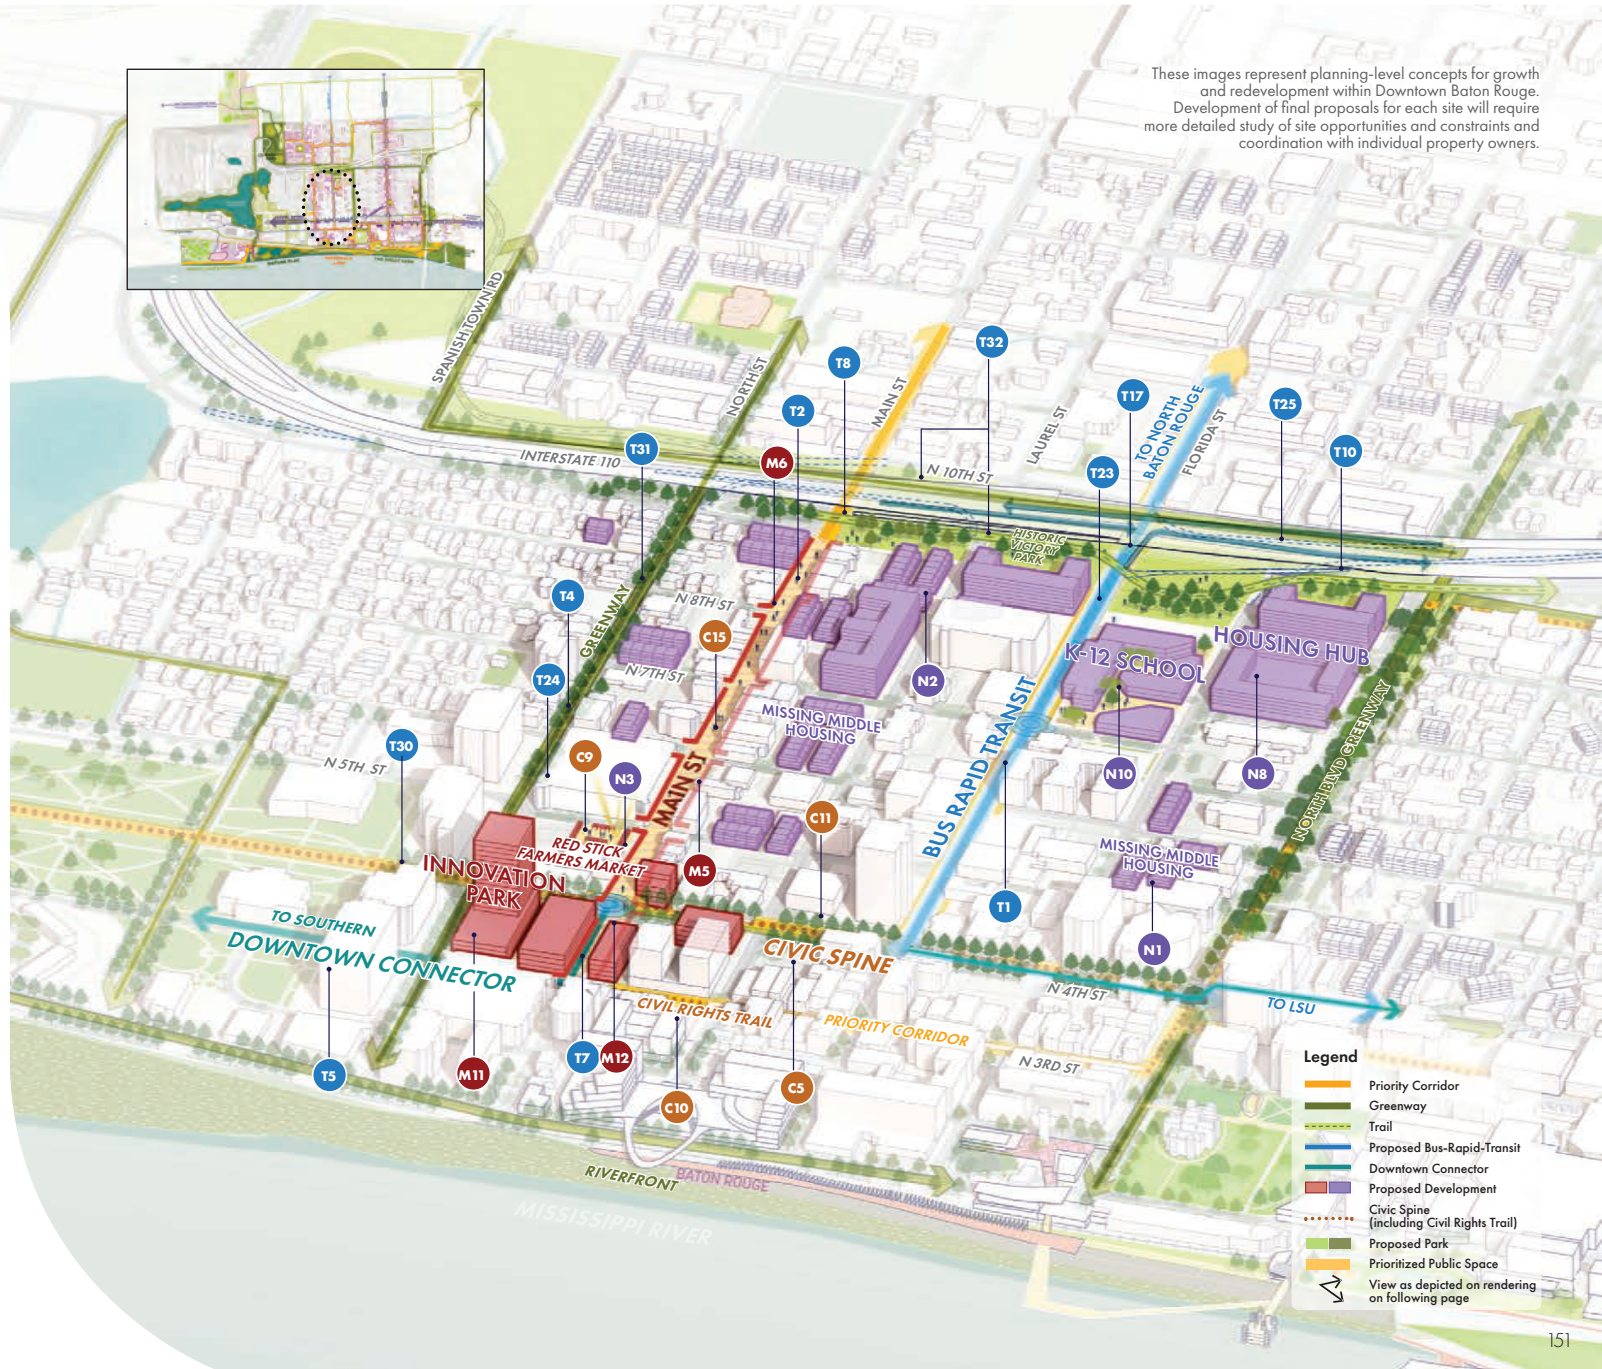 These images represent planning-level concepts for growth
and redevelopment within Downtown Baton Rouge.
Development of final proposals for each site will require
more detailed study of site opportunities and constraints and
coordination with individual property owners.
SPANISH TOWN RD
NORTH ST
MAIN ST
LAUREL ST
TO NORTH
BATON ROUGE
FLORIDA ST
T32
T8
T17
T25
T2
T31
M6
T23
T10
INTERSTATE 110
N 10TH ST
HISTORIC
VICTORY
PARK
GREENWAY
N 8TH ST
T4
C15
N 7TH ST
T24
N2
K-12 SCHOOL
HOUSING HUB
MISSING MIDDLE
HOUSING
BUS RAPID TRANSIT
T30
N 5TH ST
C9
N3
MAIN ST
N10
N8
NORTH BLVD GREENWAY
C11
RED STICK
FARMERS MARKET
M5
INNOVATION
PARK
MISSING MIDDLE
HOUSING
T1
N1
TO SOUTHERN
DOWNTOWN CONNECTOR
CIVIC SPINE
N 4TH ST
TO LSU
CIVIL RIGHTS TRAIL
PRIORITY CORRIDOR
N 3RD ST
T5
M11
T7
M12
C10
C5
RIVERFRONT
BATON ROUGE
MISSISSIPPI RIVER
Legend
Priority Corridor
Greenway
Trail
Proposed Bus-Rapid-Transit
Downtown Connector
Proposed Development
Civic Spine
(including Civil Rights Trail)
Proposed Park
Prioritized Public Space
View as depicted on rendering
on following page
151